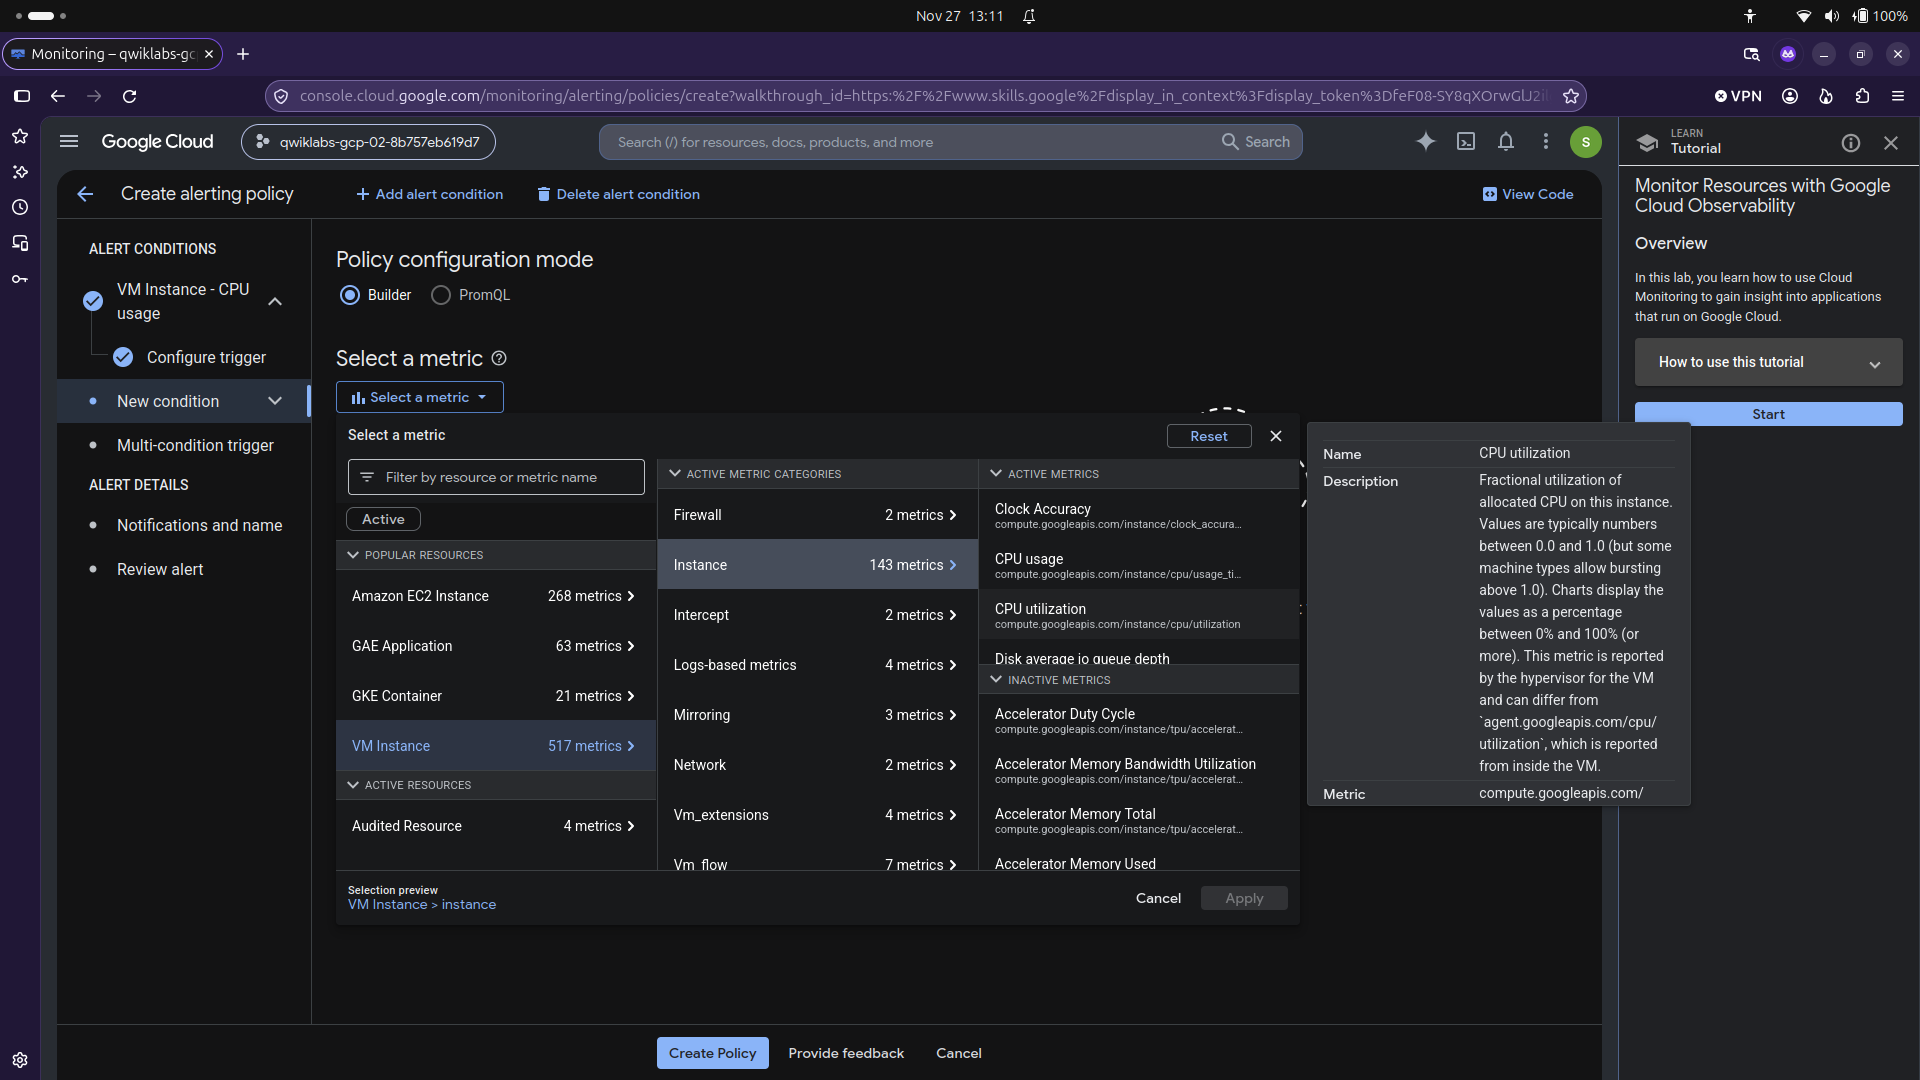 Nov 27 13:11
100%
Monitoring – qwiklabs-gc
console.cloud.google.com/monitoring/alerting/policies/create?walkthrough_id=https:%2F%2Fwww.skills.google%2Fdisplay_in_context%3Fdisplay_token%3DfeF08-SY8qXOrwGlJ2il
VPN
Google Cloud
qwiklabs-gcp-02-8b757eb619d7
Search (/) for resources, docs, products, and more
Search
S
LEARN
Tutorial
Create alerting policy
Add alert condition
Delete alert condition
View Code
ALERT CONDITIONS
VM Instance - CPU
usage
Configure trigger
New condition
Multi-condition trigger
ALERT DETAILS
Notifications and name
Review alert
Policy configuration mode
Builder
PromQL
Select a metric
Select a metric
Select a metric
Reset
Filter by resource or metric name
Active
POPULAR RESOURCES
Amazon EC2 Instance 268 metrics
GAE Application 63 metrics
GKE Container 21 metrics
VM Instance 517 metrics
ACTIVE RESOURCES
Audited Resource 4 metrics
ACTIVE METRIC CATEGORIES
Firewall 2 metrics
Instance 143 metrics
Intercept 2 metrics
Logs-based metrics 4 metrics
Mirroring 3 metrics
Network 2 metrics
Vm_extensions 4 metrics
Vm_flow 7 metrics
ACTIVE METRICS
Clock Accuracy
compute.googleapis.com/instance/clock_accura…
CPU usage
compute.googleapis.com/instance/cpu/usage_ti…
CPU utilization
compute.googleapis.com/instance/cpu/utilization
Disk average io queue depth
INACTIVE METRICS
Accelerator Duty Cycle
compute.googleapis.com/instance/tpu/accelerat…
Accelerator Memory Bandwidth Utilization
compute.googleapis.com/instance/tpu/accelerat…
Accelerator Memory Total
compute.googleapis.com/instance/tpu/accelerat…
Accelerator Memory Used
Selection preview
VM Instance > instance
Cancel
Apply
Name CPU utilization
Description Fractional utilization of
allocated CPU on this instance.
Values are typically numbers
between 0.0 and 1.0 (but some
machine types allow bursting
above 1.0). Charts display the
values as a percentage
between 0% and 100% (or
more). This metric is reported
by the hypervisor for the VM
and can differ from
`agent.googleapis.com/cpu/
utilization`, which is reported
from inside the VM.
Metric compute.googleapis.com/
Monitor Resources with Google
Cloud Observability
Overview
In this lab, you learn how to use Cloud
Monitoring to gain insight into applications
that run on Google Cloud.
How to use this tutorial
Start
Create Policy
Provide feedback
Cancel